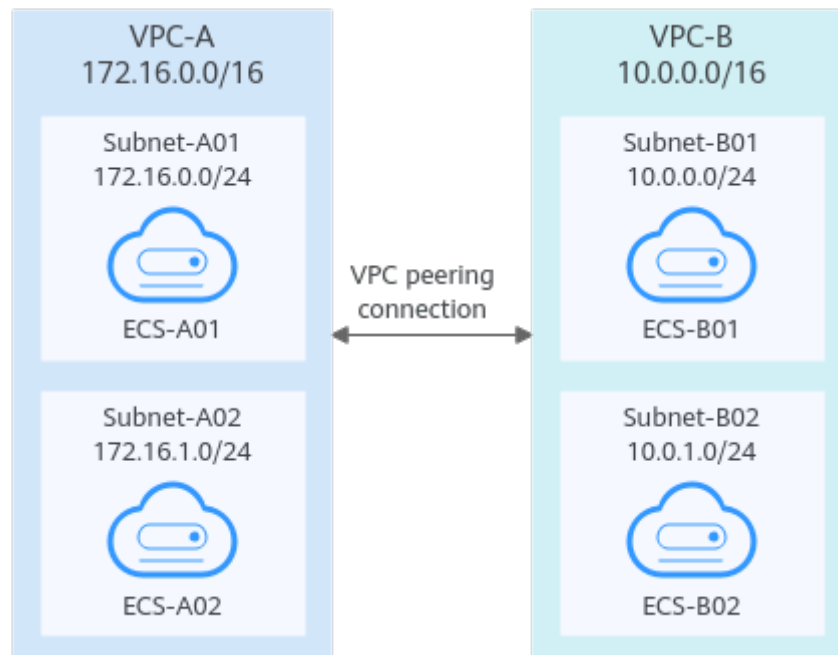 VPC-A
172.16.0.0/16
Subnet-A01
172.16.0.0/24
ECS-A01
Subnet-A02
172.16.1.0/24
ECS-A02
VPC peering
connection
VPC-B
10.0.0.0/16
Subnet-B01
10.0.0.0/24
ECS-B01
Subnet-B02
10.0.1.0/24
ECS-B02